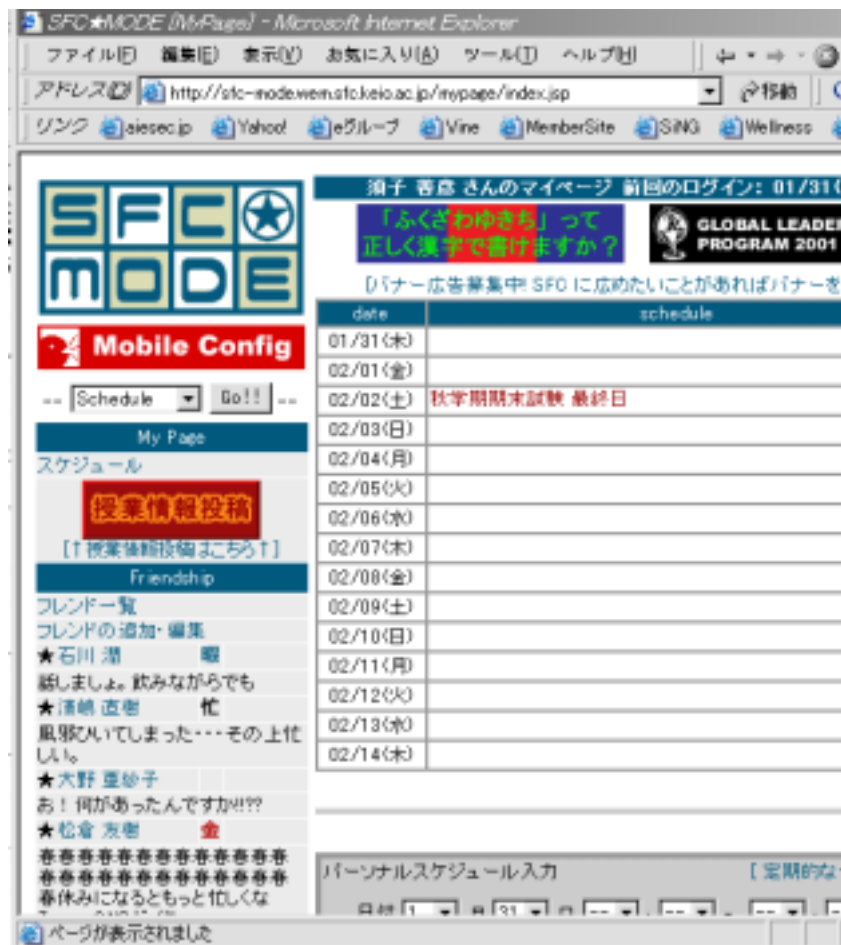 SFC★MODE [MyPage] - Microsoft Internet Explorer
ファイル(F) 編集(E) 表示(V) お気に入り(A) ツール(T) ヘルプ(H)
アドレス(D) http://sfc-mode.wem.sfc.keio.ac.jp/mypage/index.jsp 移動
リンク aiesec.jp Yahoo! eグループ Vine MemberSite SiNG Wellness
SFC
MODE
須子 善彦 さんのマイページ 前回のログイン: 01/31(
「ふくざわゆきち」って
正しく漢字で書けますか?
GLOBAL LEADER
PROGRAM 2001
[バナー広告募集中! SFC に広めたいことがあればバナーを
Mobile Config
-- Schedule Go!! --
My Page
スケジュール
授業情報投稿
[↑授業情報投稿はこちら↑]
Friendship
フレンド一覧
フレンドの追加・編集
★石川 潤 暇
話しましょ。飲みながらでも
★濱嶋 直樹 忙
風邪ひいてしまった・・・その上忙
しい。
★大野 亜紗子
お!何があったんですか!!??
★松倉 友樹 金
春春春春春春春春春春春春春
春春春春春春春春春春春春春
春休みになるともっと忙しくな
date schedule
01/31(木)
02/01(金)
02/02(土) 秋学期期末試験 最終日
02/03(日)
02/04(月)
02/05(火)
02/06(水)
02/07(木)
02/08(金)
02/09(土)
02/10(日)
02/11(月)
02/12(火)
02/13(水)
02/14(木)
パーソナルスケジュール入力 [定期的な
日付 1 月 31 日 -- : -- - -- : -
ページが表示されました